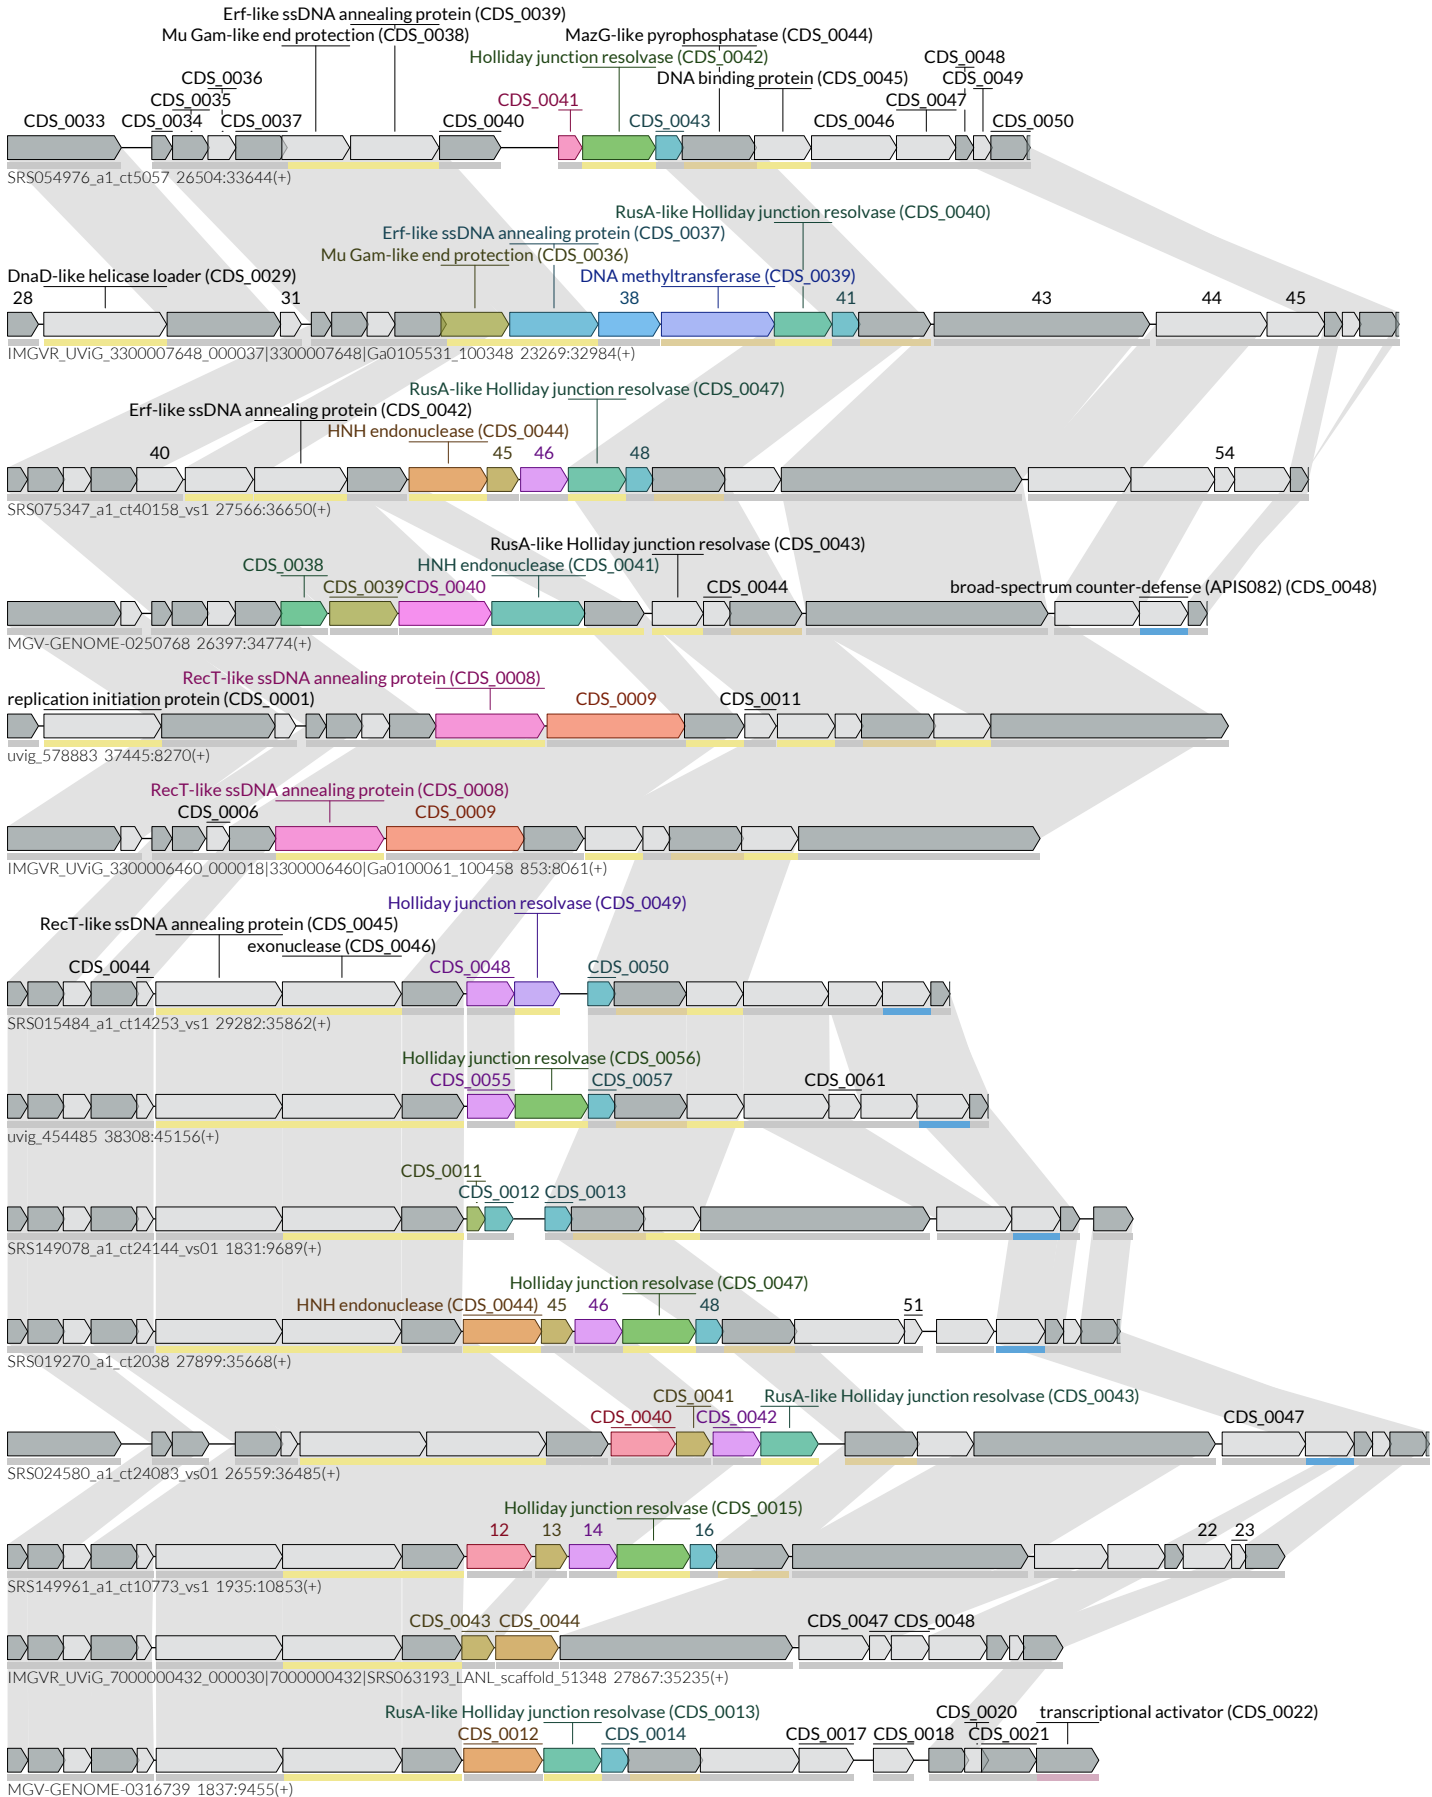 Erf-like ssDNA annealing protein (CDS_0039)
Mu Gam-like end protection (CDS_0038)
MazG-like pyrophosphatase (CDS_0044)
Holliday junction resolvase (CDS_0042)
CDS_0048
CDS_0036
DNA binding protein (CDS_0045)
CDS_0049
CDS_0035
CDS_0041
CDS_0047
CDS_0033
CDS_0034
CDS_0037
CDS_0040
CDS_0043
CDS_0046
CDS_0050
SRS054976_a1_ct5057 26504:33644(+)
RusA-like Holliday junction resolvase (CDS_0040)
Erf-like ssDNA annealing protein (CDS_0037)
Mu Gam-like end protection (CDS_0036)
DnaD-like helicase loader (CDS_0029)
DNA methyltransferase (CDS_0039)
28 31 38 41 43 44 45
IMGVR_UViG_3300007648_000037|3300007648|Ga0105531_100348 23269:32984(+)
RusA-like Holliday junction resolvase (CDS_0047)
Erf-like ssDNA annealing protein (CDS_0042)
HNH endonuclease (CDS_0044)
40 45 46 48 54
SRS075347_a1_ct40158_vs1 27566:36650(+)
RusA-like Holliday junction resolvase (CDS_0043)
CDS_0038
HNH endonuclease (CDS_0041)
CDS_0039
CDS_0040
CDS_0044
broad-spectrum counter-defense (APIS082) (CDS_0048)
MGV-GENOME-0250768 26397:34774(+)
RecT-like ssDNA annealing protein (CDS_0008)
replication initiation protein (CDS_0001)
CDS_0009
CDS_0011
uvig_578883 37445:8270(+)
RecT-like ssDNA annealing protein (CDS_0008)
CDS_0006
CDS_0009
IMGVR_UViG_3300006460_000018|3300006460|Ga0100061_100458 853:8061(+)
Holliday junction resolvase (CDS_0049)
RecT-like ssDNA annealing protein (CDS_0045)
exonuclease (CDS_0046)
CDS_0044
CDS_0048
CDS_0050
SRS015484_a1_ct14253_vs1 29282:35862(+)
Holliday junction resolvase (CDS_0056)
CDS_0055
CDS_0057
CDS_0061
uvig_454485 38308:45156(+)
CDS_0011
CDS_0012
CDS_0013
SRS149078_a1_ct24144_vs01 1831:9689(+)
Holliday junction resolvase (CDS_0047)
HNH endonuclease (CDS_0044)
45 46 48 51
SRS019270_a1_ct2038 27899:35668(+)
CDS_0041
RusA-like Holliday junction resolvase (CDS_0043)
CDS_0040
CDS_0042
CDS_0047
SRS024580_a1_ct24083_vs01 26559:36485(+)
Holliday junction resolvase (CDS_0015)
12 13 14 16 22 23
SRS149961_a1_ct10773_vs1 1935:10853(+)
CDS_0043
CDS_0044
CDS_0047
CDS_0048
IMGVR_UViG_7000000432_000030|7000000432|SRS063193_LANL_scaffold_51348 27867:35235(+)
RusA-like Holliday junction resolvase (CDS_0013)
CDS_0020
transcriptional activator (CDS_0022)
CDS_0012
CDS_0014
CDS_0017
CDS_0018
CDS_0021
MGV-GENOME-0316739 1837:9455(+)